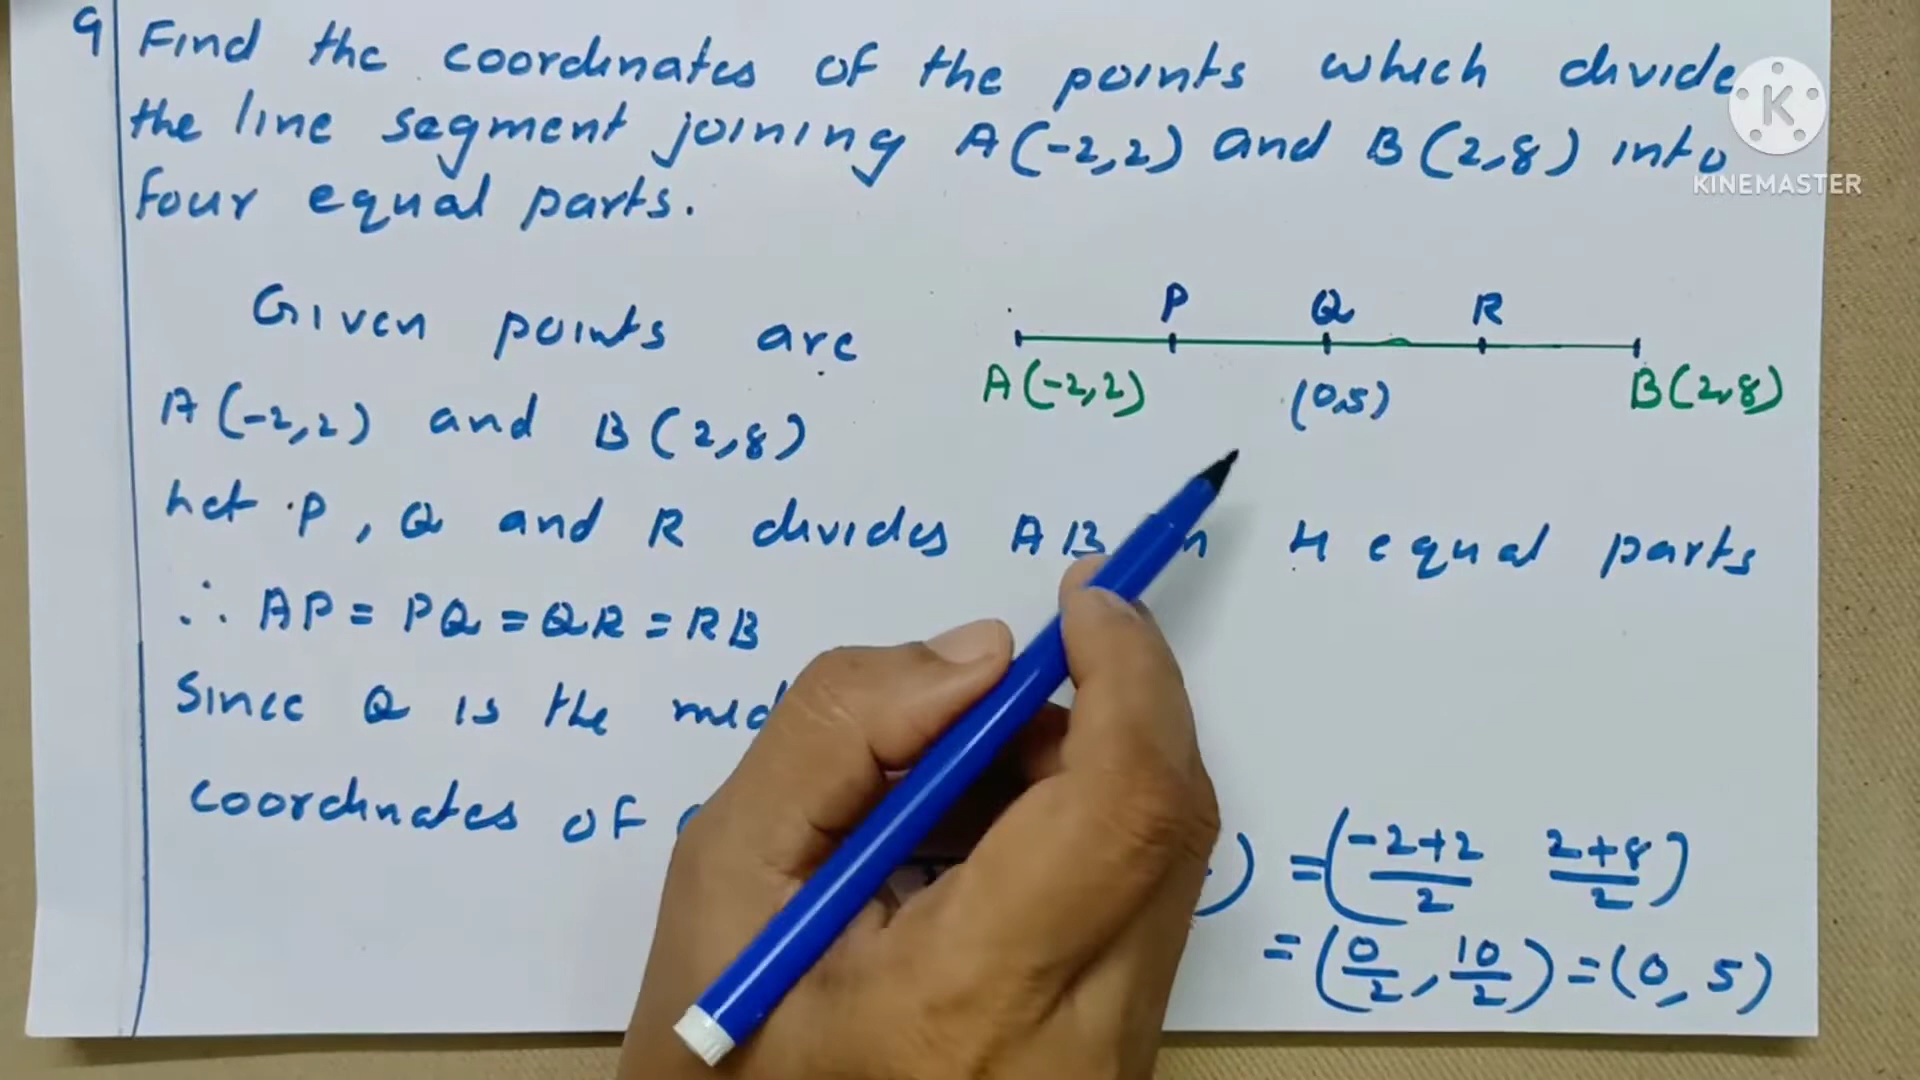 9 Find the coordinates of the points which divide
the line segment joining A(-2,2) and B(2,8) into
four equal parts.
K
KINEMASTER
Given points are
P Q R
A(-2,2) (0,5) B(2,8)
A(-2,2) and B(2,8)
Let P, Q and R divides AB 4 equal parts
∴ AP = PQ = QR = RB
Since Q is the
coordinates of
) = (-2+2/2 2+8/2)
= (0/2, 10/2) = (0, 5)